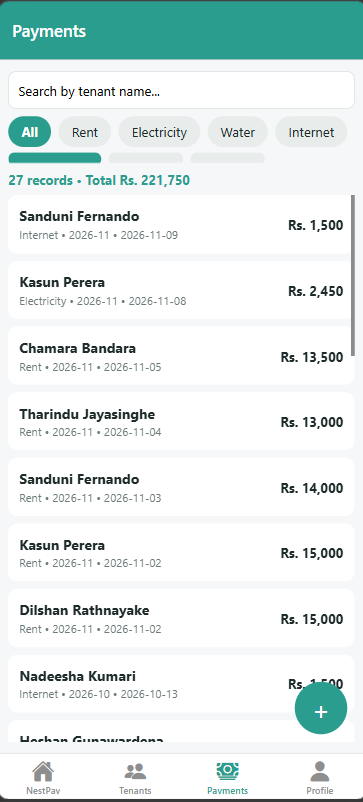 Payments
Search by tenant name...
All Rent Electricity Water Internet
27 records • Total Rs. 221,750
Sanduni Fernando
Rs. 1,500
Internet • 2026-11 • 2026-11-09
Kasun Perera
Rs. 2,450
Electricity • 2026-11 • 2026-11-08
Chamara Bandara
Rs. 13,500
Rent • 2026-11 • 2026-11-05
Tharindu Jayasinghe
Rs. 13,000
Rent • 2026-11 • 2026-11-04
Sanduni Fernando
Rs. 14,000
Rent • 2026-11 • 2026-11-03
Kasun Perera
Rs. 15,000
Rent • 2026-11 • 2026-11-02
Dilshan Rathnayake
Rs. 15,000
Rent • 2026-11 • 2026-11-02
Nadeesha Kumari
Rs. 1,500
Internet • 2026-10 • 2026-10-13
Heshan Gunawardena
+
NestPay Tenants Payments Profile